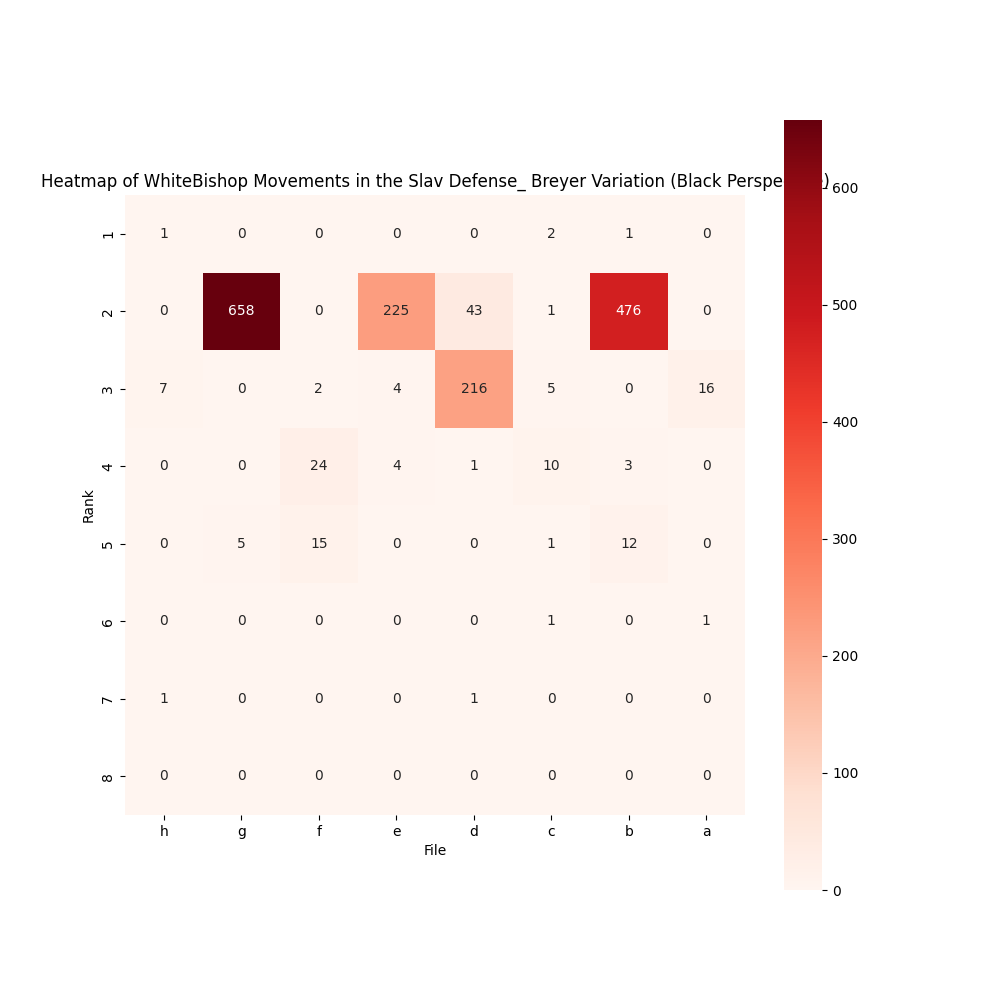 Heatmap of WhiteBishop Movements in the Slav Defense_ Breyer Variation (Black Perspe )
600
1 1 0 0 0 0 2 1 0
500
2 0 658 0 225 43 1 476 0
3 7 0 2 4 216 5 0 16
400
4 0 0 24 4 1 10 3 0
Rank
300
5 0 5 15 0 0 1 12 0
6 0 0 0 0 0 1 0 1
200
7 1 0 0 0 1 0 0 0
100
8 0 0 0 0 0 0 0 0
h g f e d c b a
File
0